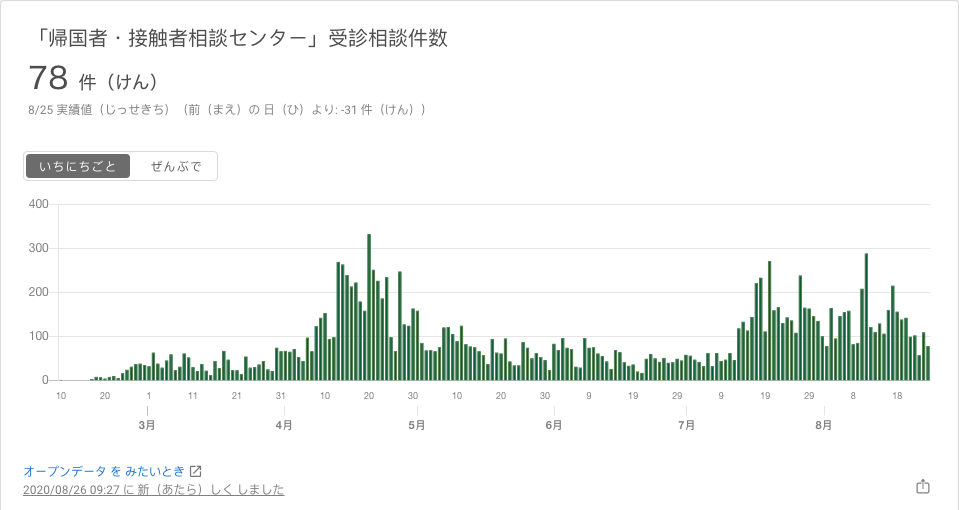 「帰国者・接触者相談センター」受診相談件数
78 件（けん）
8/25 実績値（じっせきち）（前（まえ）の 日（ひ）より: -31 件（けん））
いちにちごと ぜんぶで
400
300
200
100
0
10 20 1 11 21 31 10 20 30 10 20 30 9 19 29 9 19 29 8 18
3月 4月 5月 6月 7月 8月
オープンデータ を みたいとき
2020/08/26 09:27 に 新（あたら）しく しました